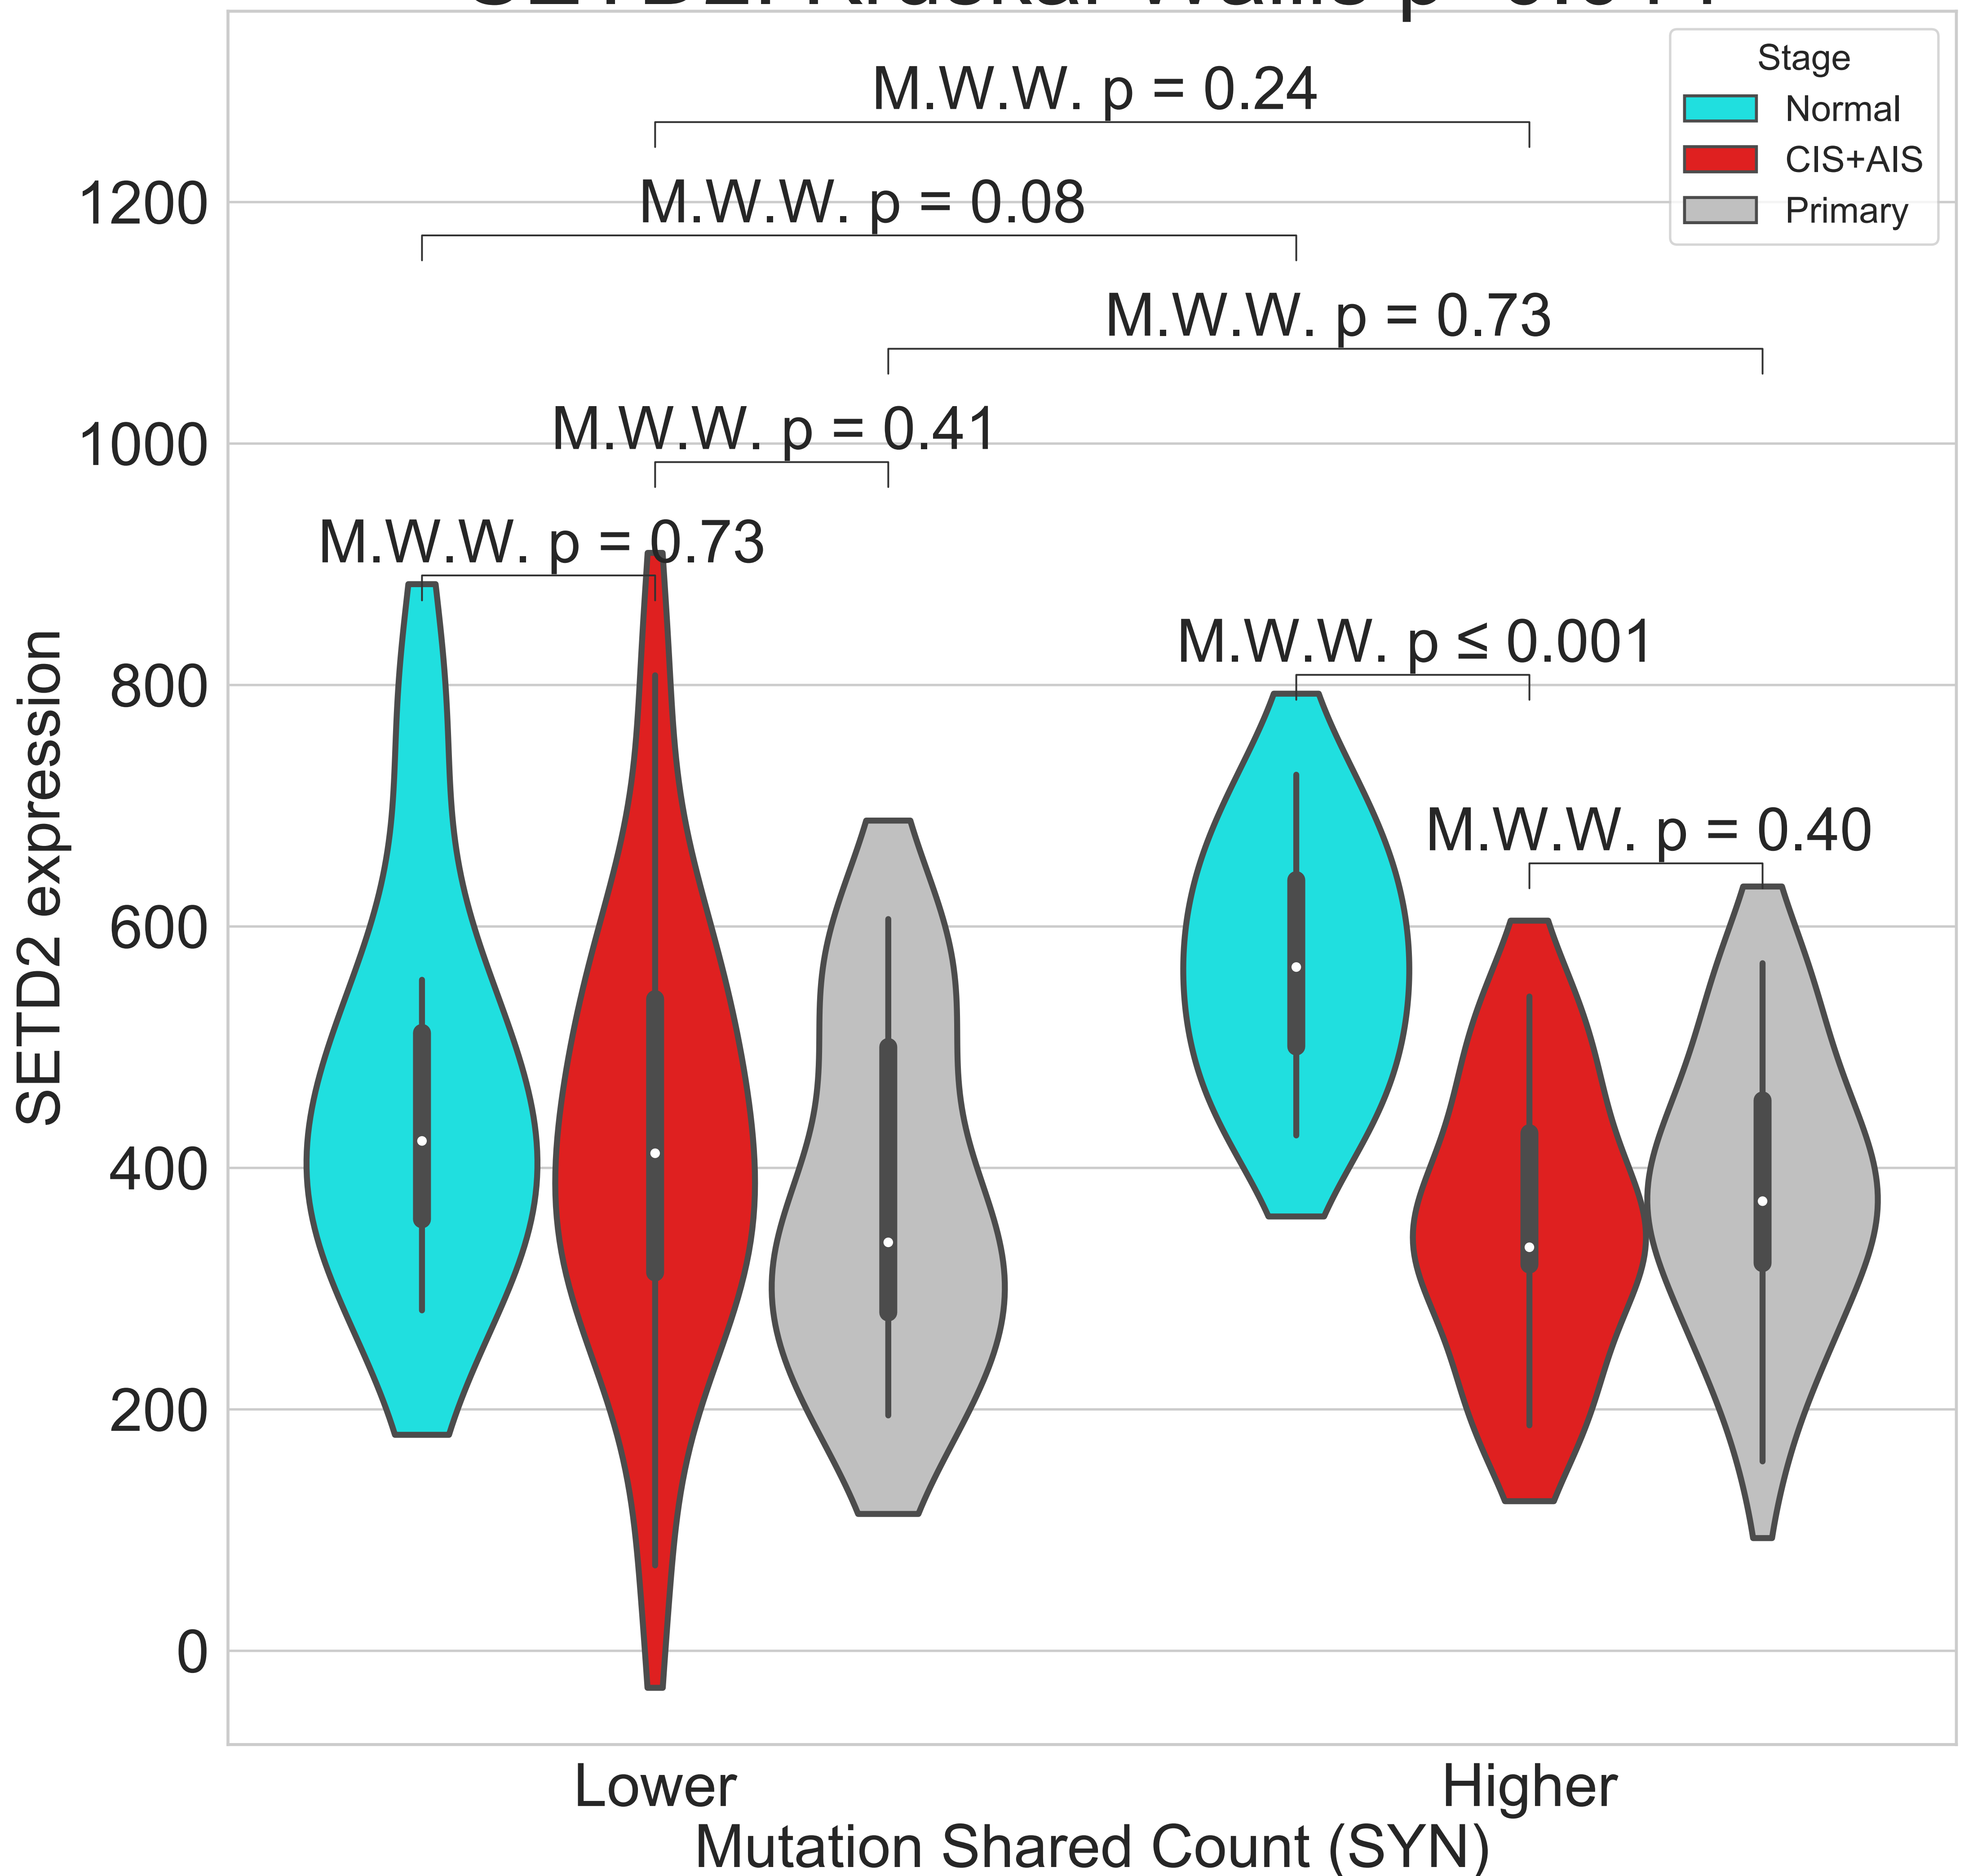 Stage
Normal
CIS+AIS
Primary
M.W.W. p = 0.24
M.W.W. p = 0.08
M.W.W. p = 0.73
M.W.W. p = 0.41
M.W.W. p = 0.73
M.W.W. p ≤ 0.001
M.W.W. p = 0.40
1200
1000
800
600
400
200
0
SETD2 expression
Lower
Higher
Mutation Shared Count (SYN)